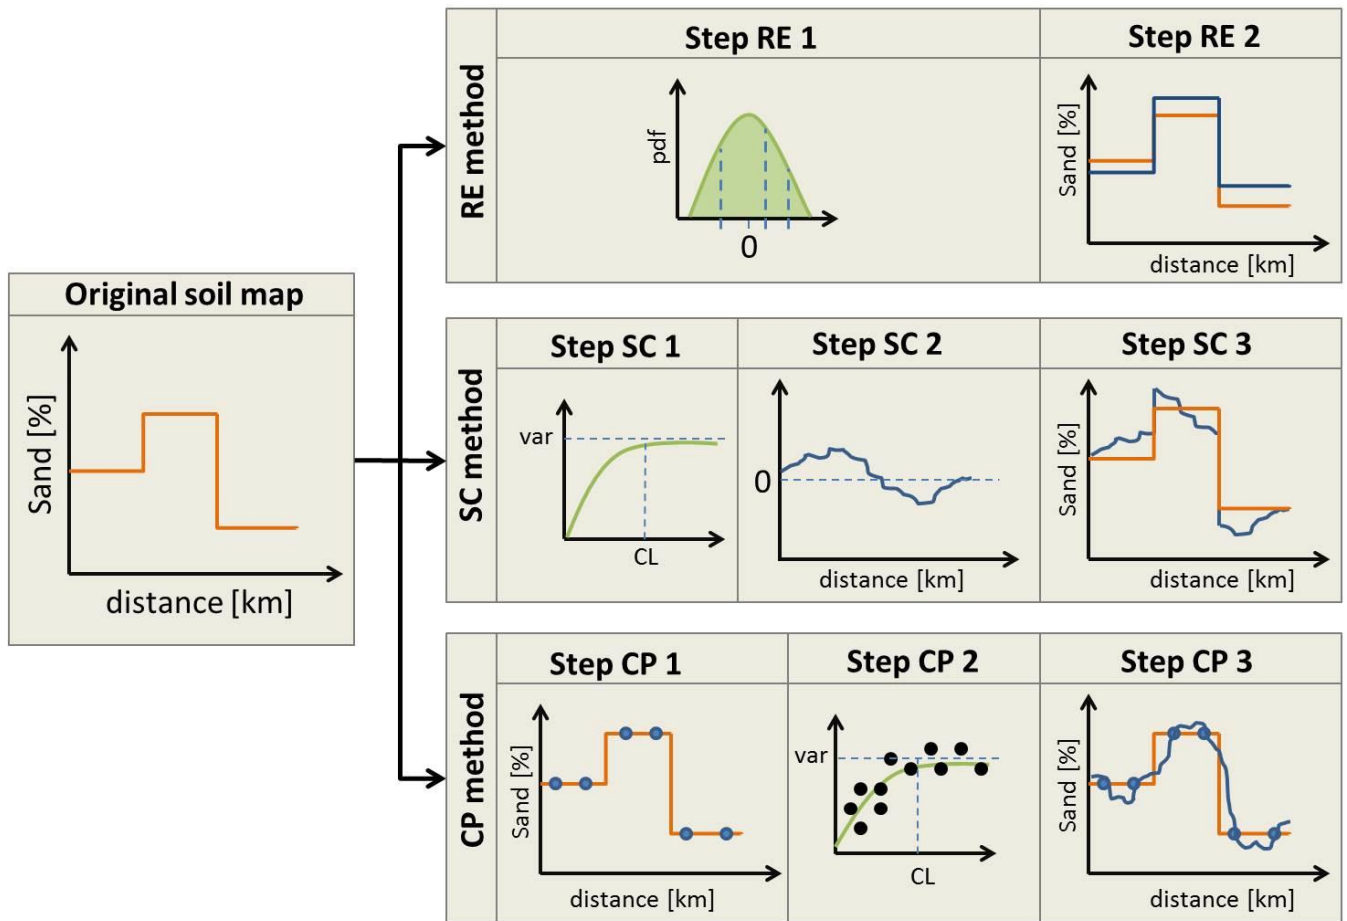 Original soil map
Sand [%]
distance [km]
RE method
Step RE 1
pdf
0
Step RE 2
Sand [%]
distance [km]
SC method
Step SC 1
var
CL
Step SC 2
0
distance [km]
Step SC 3
Sand [%]
distance [km]
CP method
Step CP 1
Sand [%]
distance [km]
Step CP 2
var
CL
Step CP 3
Sand [%]
distance [km]